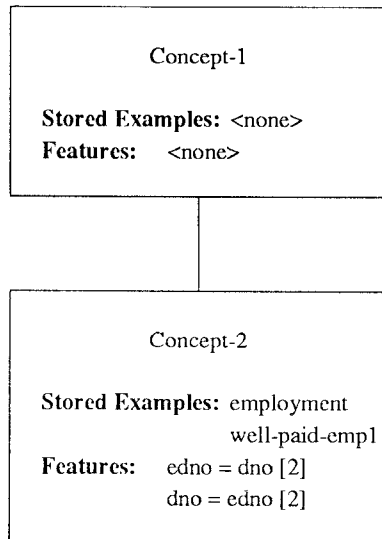 Concept-1
Stored Examples: <none>
Features: <none>
Concept-2
Stored Examples: employment
well-paid-emp1
Features: edno = dno [2]
dno = edno [2]